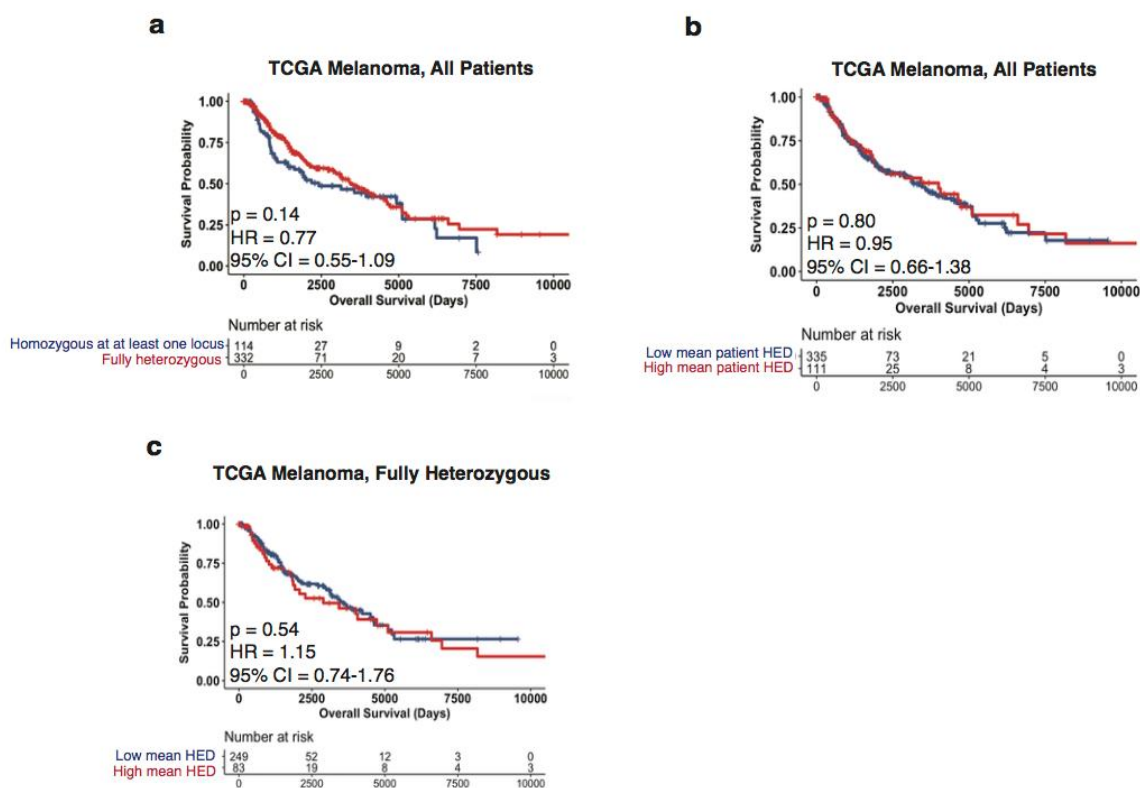 a
TCGA Melanoma, All Patients
Survival Probability
1.00
0.75
0.50
0.25
0.00
p = 0.14
HR = 0.77
95% CI = 0.55-1.09
0 2500 5000 7500 10000
Overall Survival (Days)
Number at risk
Homozygous at at least one locus 114 27 9 2 0
Fully heterozygous 332 71 20 7 3
0 2500 5000 7500 10000
b
TCGA Melanoma, All Patients
Survival Probability
1.00
0.75
0.50
0.25
0.00
p = 0.80
HR = 0.95
95% CI = 0.66-1.38
0 2500 5000 7500 10000
Overall Survival (Days)
Number at risk
Low mean patient HED 335 73 21 5 0
High mean patient HED 111 25 8 4 3
0 2500 5000 7500 10000
c
TCGA Melanoma, Fully Heterozygous
Survival Probability
1.00
0.75
0.50
0.25
0.00
p = 0.54
HR = 1.15
95% CI = 0.74-1.76
0 2500 5000 7500 10000
Overall Survival (Days)
Number at risk
Low mean HED 249 52 12 3 0
High mean HED 83 19 8 4 3
0 2500 5000 7500 10000